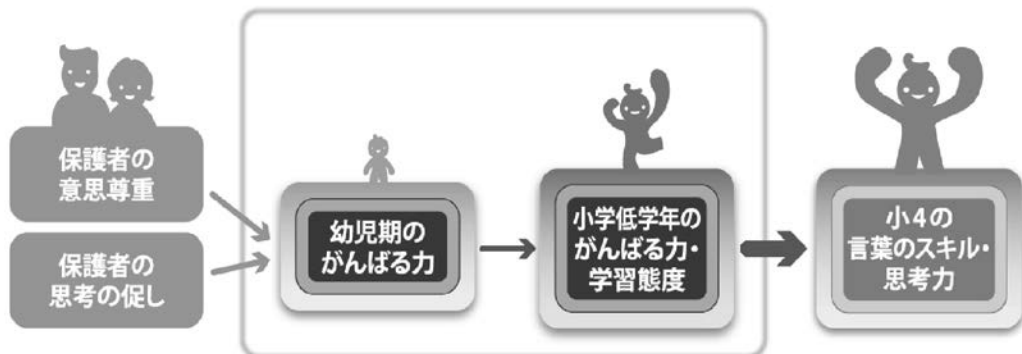 保護者の
意思尊重
保護者の
思考の促し
幼児期の
がんばる力
小学低学年の
がんばる力・
学習態度
小4の
言葉のスキル・
思考力